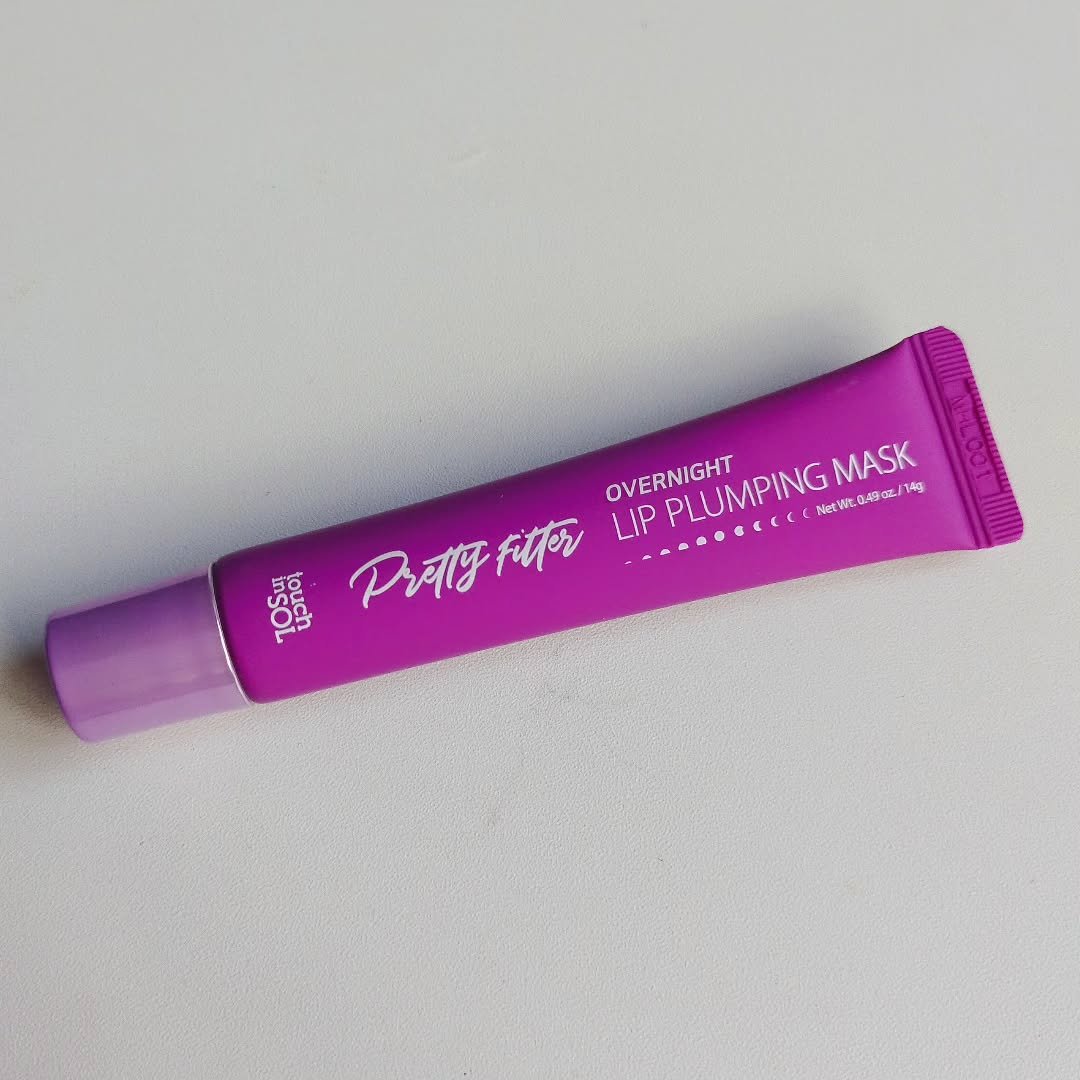 touch
in SOL
Pretty Filter
OVERNIGHT
LIP PLUMPING MASK
Net Wt. 0.49 oz. / 14g